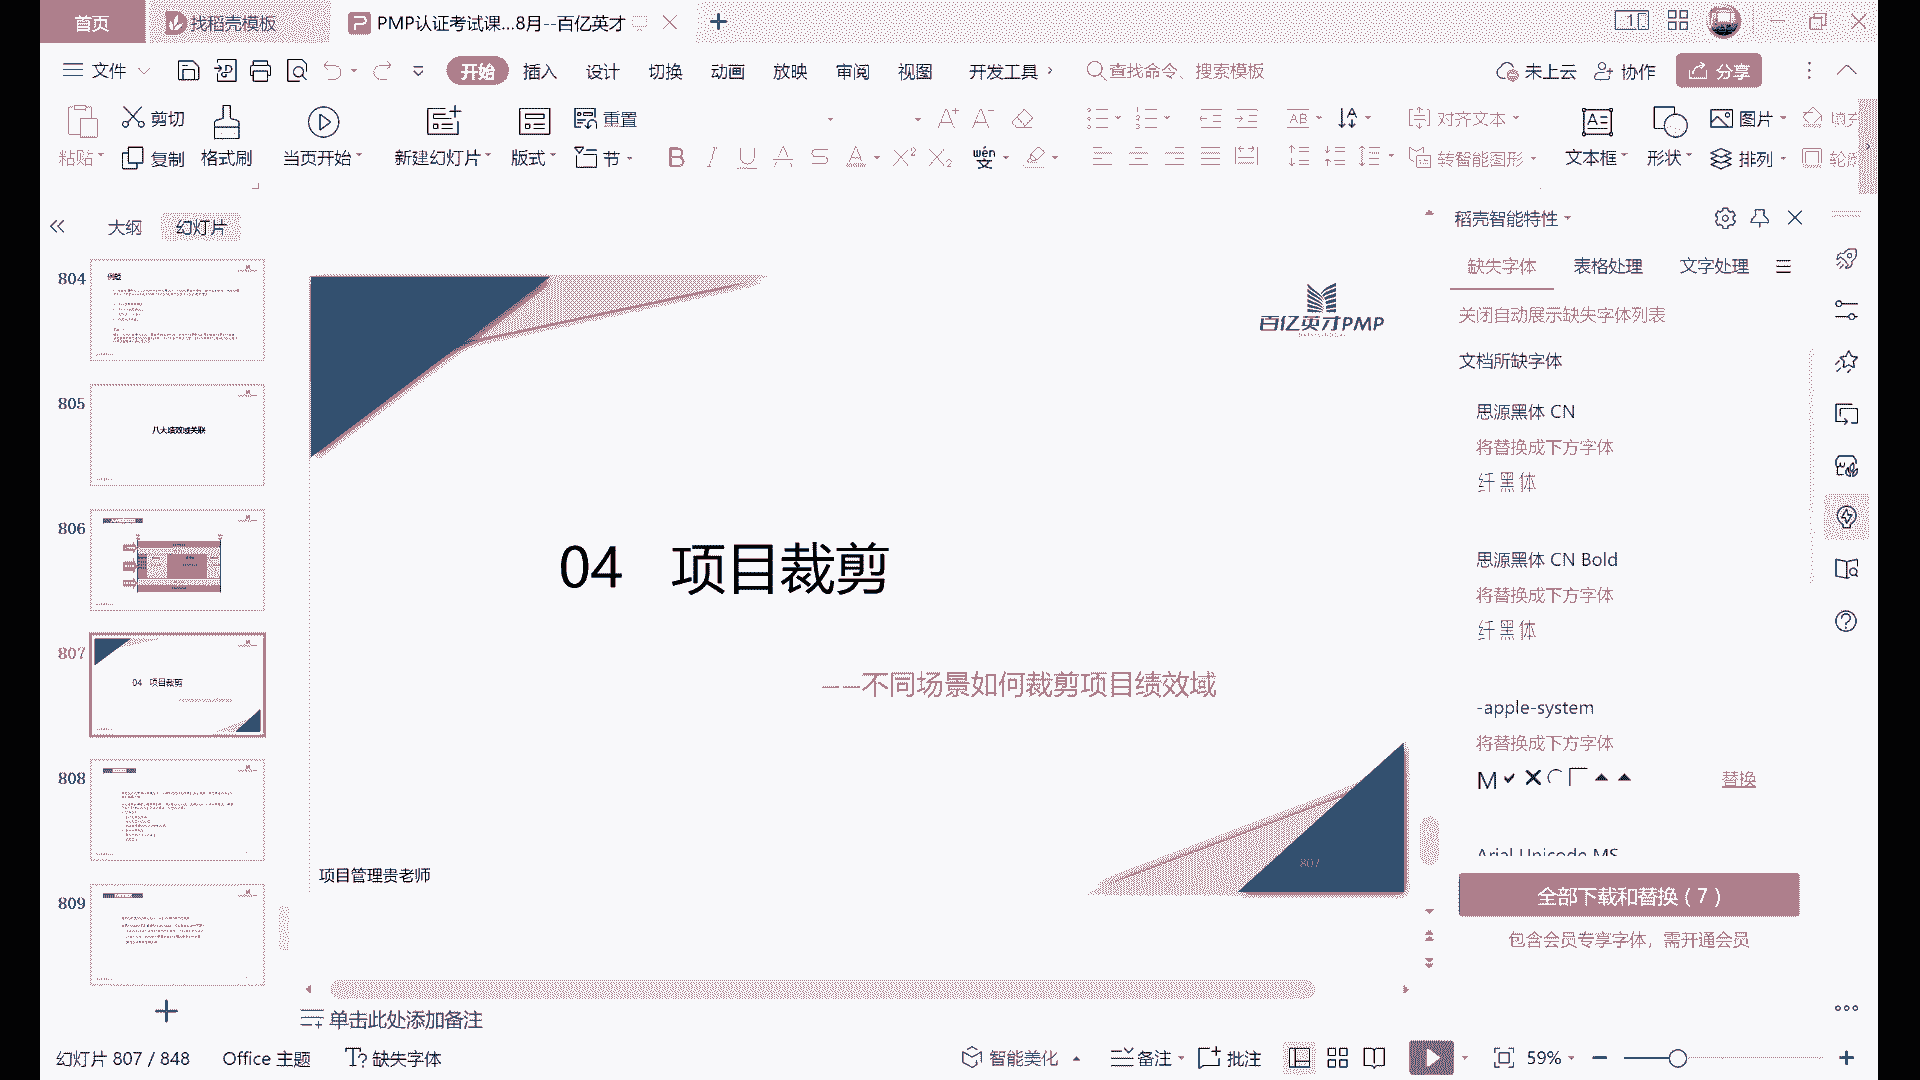 首页
找稻壳模板
PMP认证考试课...8月--百亿英才
文件
开始
插入
设计
切换
动画
放映
审阅
视图
开发工具
查找命令、搜索模板
未上云
协作
分享
粘贴
剪切
复制
格式刷
当页开始
新建幻灯片
版式
重置
节
对齐文本
转智能图形
文本框
形状
图片
排列
大纲
幻灯片
804
例题
805
八大绩效域关联
806
807
04 项目裁剪
808
809
百亿英才PMP
04 项目裁剪
——不同场景如何裁剪项目绩效域
项目管理贵老师
807
稻壳智能特性
缺失字体
表格处理
文字处理
关闭自动展示缺失字体列表
文档所缺字体
思源黑体 CN
将替换成下方字体
纤黑体
思源黑体 CN Bold
将替换成下方字体
纤黑体
-apple-system
将替换成下方字体
替换
Arial Unicode MS
全部下载和替换（7）
包含会员专享字体，需开通会员
单击此处添加备注
幻灯片 807 / 848
Office 主题
缺失字体
智能美化
备注
批注
59%